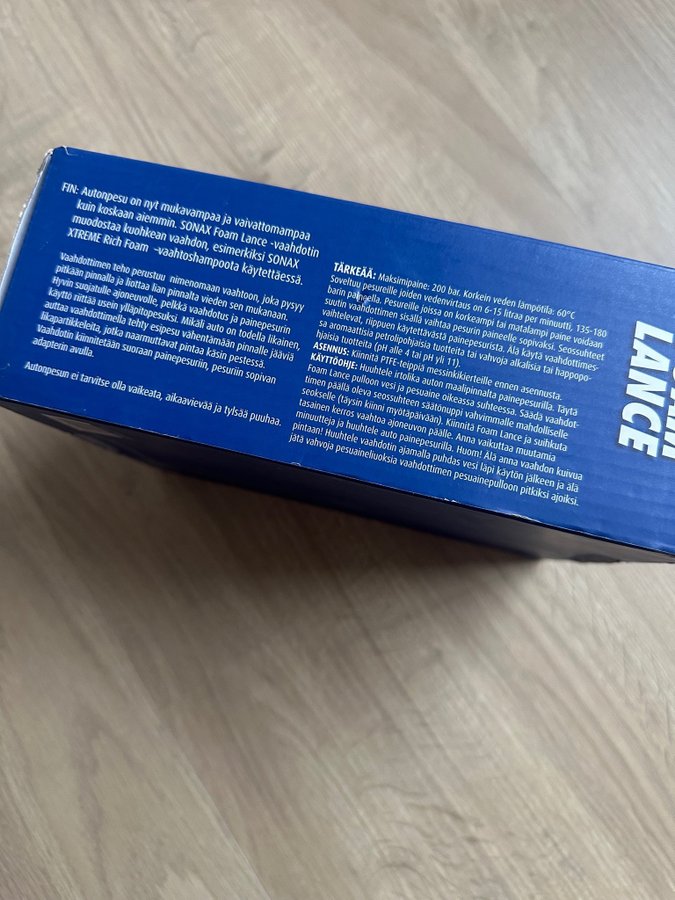 FIN: Autonpesu on nyt mukavampaa ja vaivattomampaa
kuin koskaan aiemmin. SONAX Foam Lance -vaahdotin
muodostaa kuohkean vaahdon, esimerkiksi SONAX
XTREME Rich Foam -vaahtoshampoota käytettäessä.
Vaahdottimen teho perustuu nimenomaan vaahtoon, joka pysyy
pitkään pinnalla ja liottaa lian pinnalta vieden sen mukanaan.
Hyvin suojatulle ajoneuvolle, pelkkä vaahdotus ja painepesurin
käyttö riittää usein ylläpitopesuksi. Mikäli auto on todella likainen,
auttaa vaahdottimella tehty esipesu vähentämään pinnalle jääviä
likapartikkeleita, jotka naarmuttavat pintaa käsin pestessä.
Vaahdotin kiinnitetään suoraan painepesuriin, pesuriin sopivan
adapterin avulla.
Autonpesun ei tarvitse olla vaikeata, aikaavievää ja tylsää puuhaa.
TÄRKEÄÄ: Maksimipaine: 200 bar. Korkein veden lämpötila: 60°C
Soveltuu pesureille joiden vedenvirtaus on 6-15 litraa per minuutti, 135-180
barin paineella. Pesureille joissa on korkeampi tai matalampi paine voidaan
suutin vaahdottimen sisällä vaihtaa pesurin paineelle sopivaksi. Seossuhteet
vaihtelevat, riippuen käytettävästä painepesurista. Älä käytä vaahdottimes-
sa aromaattisia petrolipohjaisia tuotteita tai vahvoja alkalisia tai happopo-
hjaisia tuotteita (pH alle 4 tai pH yli 11).
ASENNUS: Kiinnitä PTFE-teippiä messinkikierteille ennen asennusta.
KÄYTTÖOHJE: Huuhtele irtolika auton maalipinnalta painepesurilla. Täytä
Foam Lance pulloon vesi ja pesuaine oikeassa suhteessa. Säädä vaahdot-
timen päällä oleva seossuhteen säätönuppi vahvimmalle mahdolliselle
seokselle (täysin kiinni myötäpäivään). Kiinnitä Foam Lance ja suihkuta
tasainen kerros vaahtoa ajoneuvon päälle. Anna vaikuttaa muutamia
minuutteja ja huuhtele auto painepesurilla. Huom! Älä anna vaahdon kuivua
pintaan! Huuhtele vaahdotin ajamalla puhdas vesi läpi käytön jälkeen ja älä
jätä vahvoja pesuaineliuoksia vaahdottimen pesuainepulloon pitkiksi ajoiksi.
LANCE